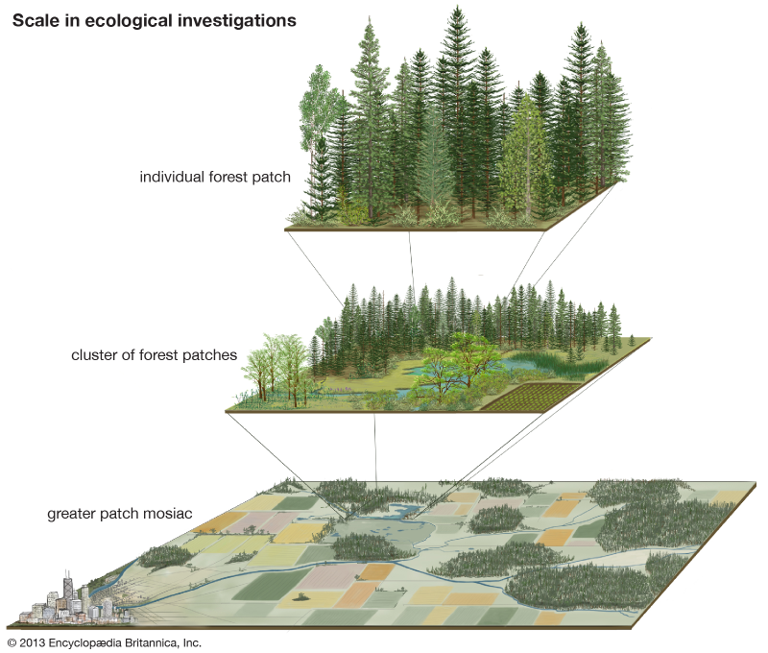 Scale in ecological investigations
individual forest patch
cluster of forest patches
greater patch mosiac
© 2013 Encyclopædia Britannica, Inc.